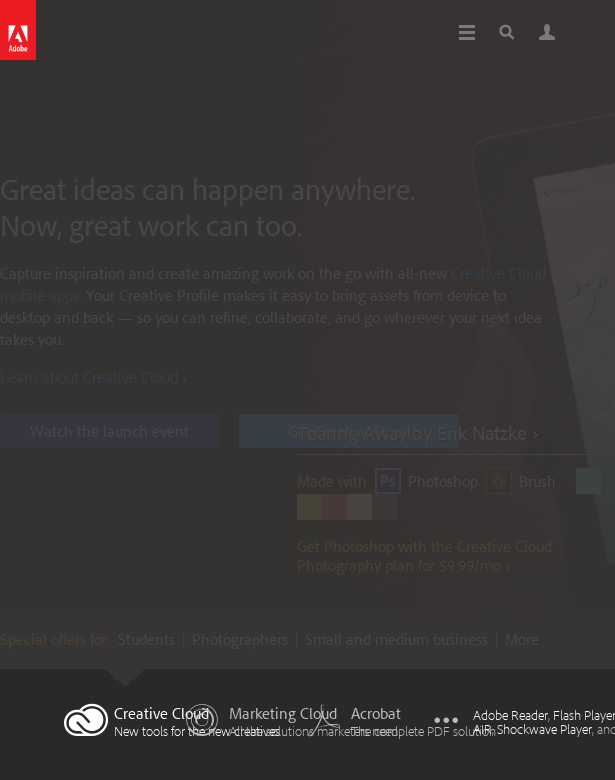 Adobe
Great ideas can happen anywhere.
Now, great work can too.
Capture inspiration and create amazing work on the go with all-new Creative Cloud
mobile apps. Your Creative Profile makes it easy to bring assets from device to
desktop and back — so you can refine, collaborate, and go wherever your next idea
takes you.
Learn about Creative Cloud ›
Watch the launch event
Tearing Away by Erik Natzke ›
Made with Ps Photoshop Brush
Get Photoshop with the Creative Cloud
Photography plan for $9.99/mo ›
Special offers for: Students | Photographers | Small and medium business | More
Creative Cloud Marketing Cloud Acrobat
New tools for the new creatives
All the solutions marketers need
The complete PDF solution
Adobe Reader, Flash Player
AIR, Shockwave Player, and